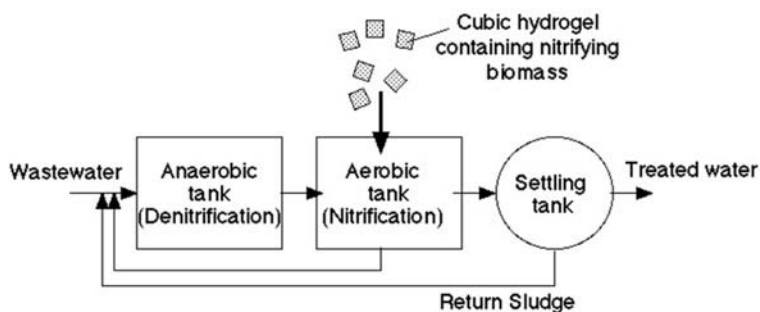 Cubic hydrogel
containing nitrifying
biomass
Wastewater
Anaerobic
tank
(Denitrification)
Aerobic
tank
(Nitrification)
Settling
tank
Treated water
Return Sludge